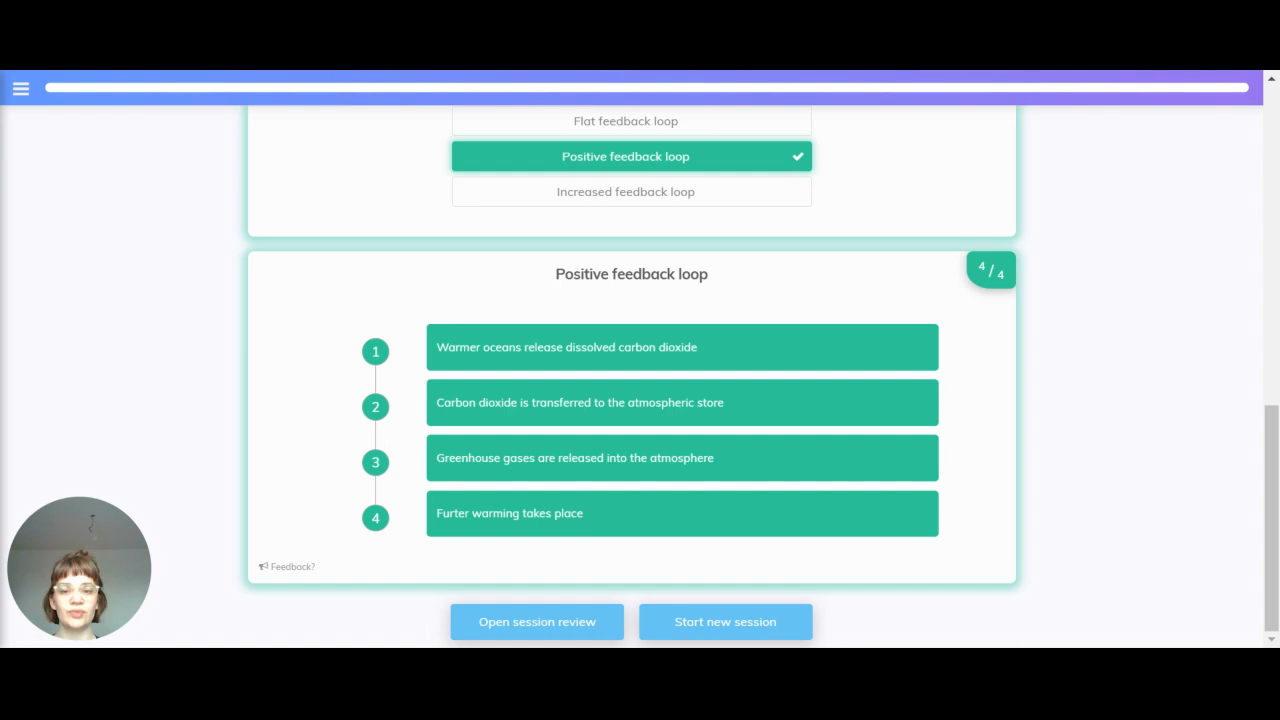 Flat feedback loop
Positive feedback loop
Increased feedback loop
Positive feedback loop
4 / 4
1
Warmer oceans release dissolved carbon dioxide
2
Carbon dioxide is transferred to the atmospheric store
3
Greenhouse gases are released into the atmosphere
4
Furter warming takes place
Feedback?
Open session review
Start new session